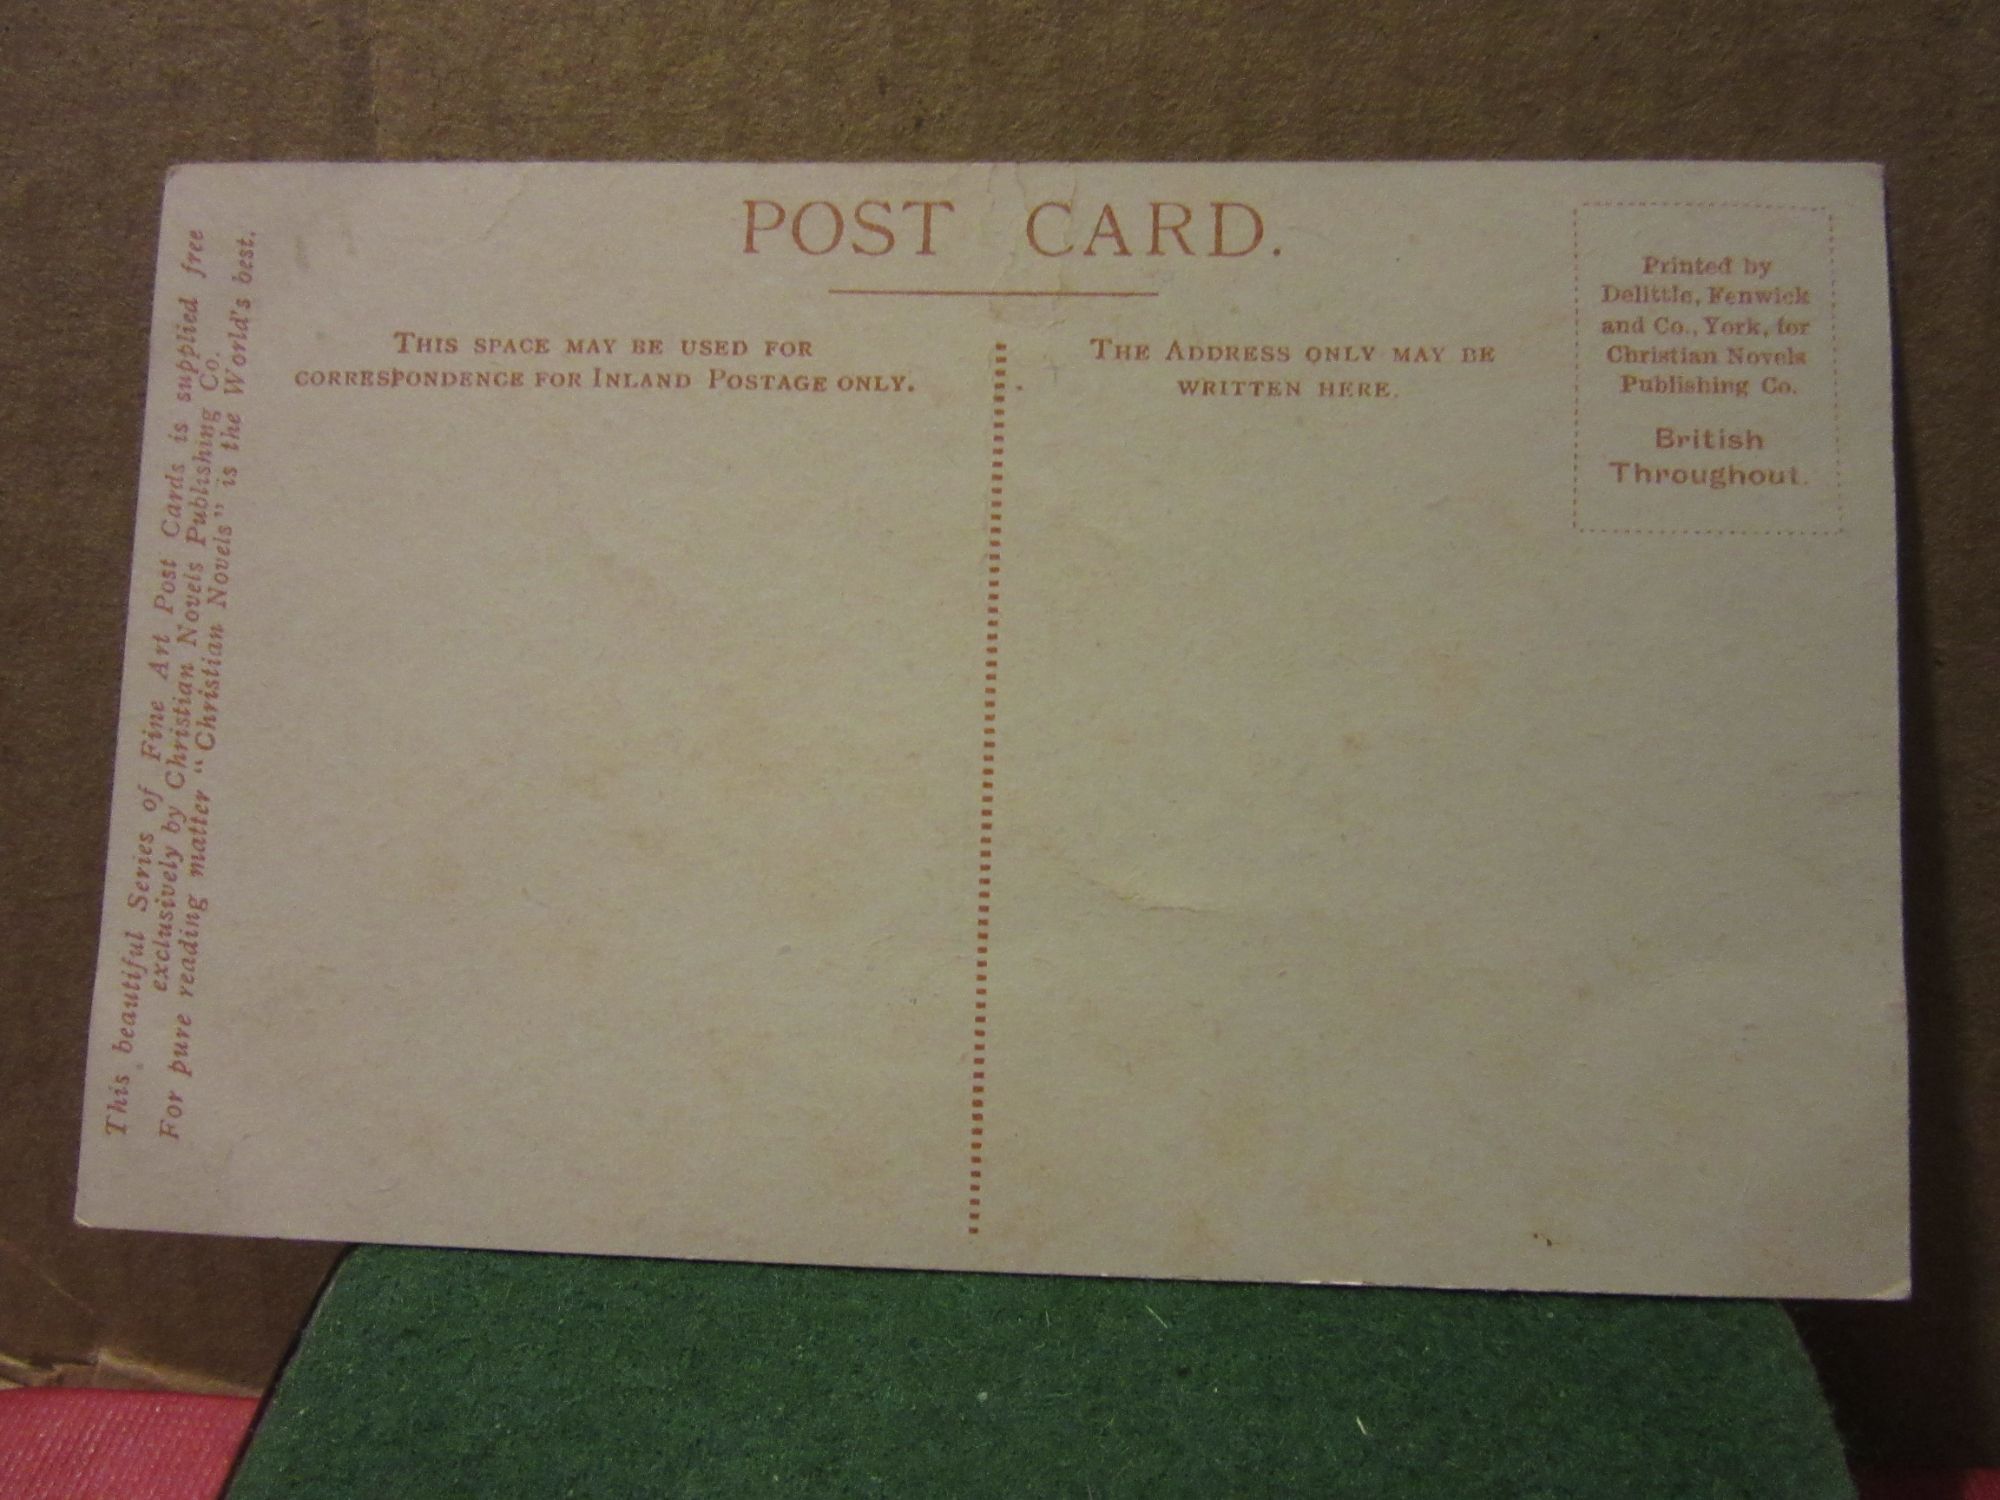 POST CARD.
This beautiful Series of Fine Art Post Cards is supplied free
exclusively by Christian Novels Publishing Co.
For pure reading matter "Christian Novels" is the World's best.
THIS SPACE MAY BE USED FOR
CORRESPONDENCE FOR INLAND POSTAGE ONLY.
THE ADDRESS ONLY MAY BE
WRITTEN HERE.
Printed by
Delittle, Fenwick
and Co., York, for
Christian Novels
Publishing Co.
British
Throughout.